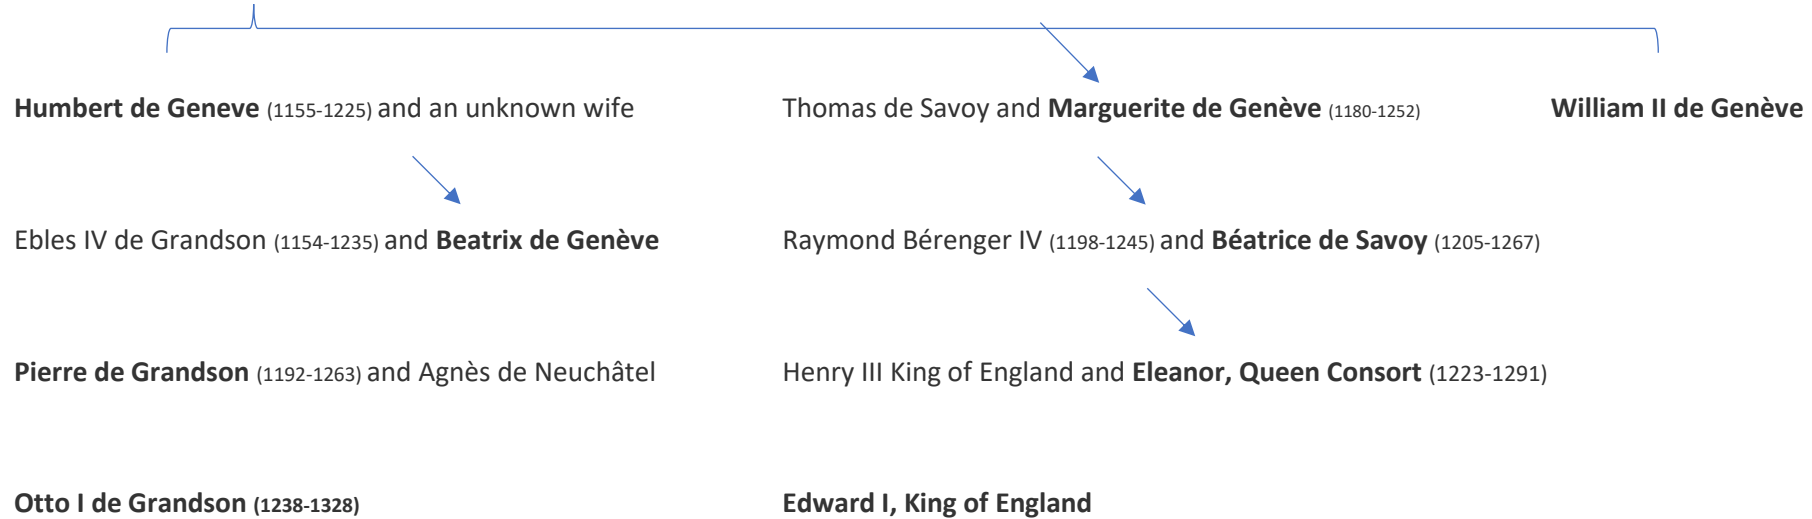 Humbert de Geneve (1155-1225) and an unknown wife
Thomas de Savoy and Marguerite de Genève (1180-1252)
William II de Genève
Ebles IV de Grandson (1154-1235) and Beatrix de Genève
Raymond Bérenger IV (1198-1245) and Béatrice de Savoy (1205-1267)
Pierre de Grandson (1192-1263) and Agnès de Neuchâtel
Henry III King of England and Eleanor, Queen Consort (1223-1291)
Otto I de Grandson (1238-1328)
Edward I, King of England